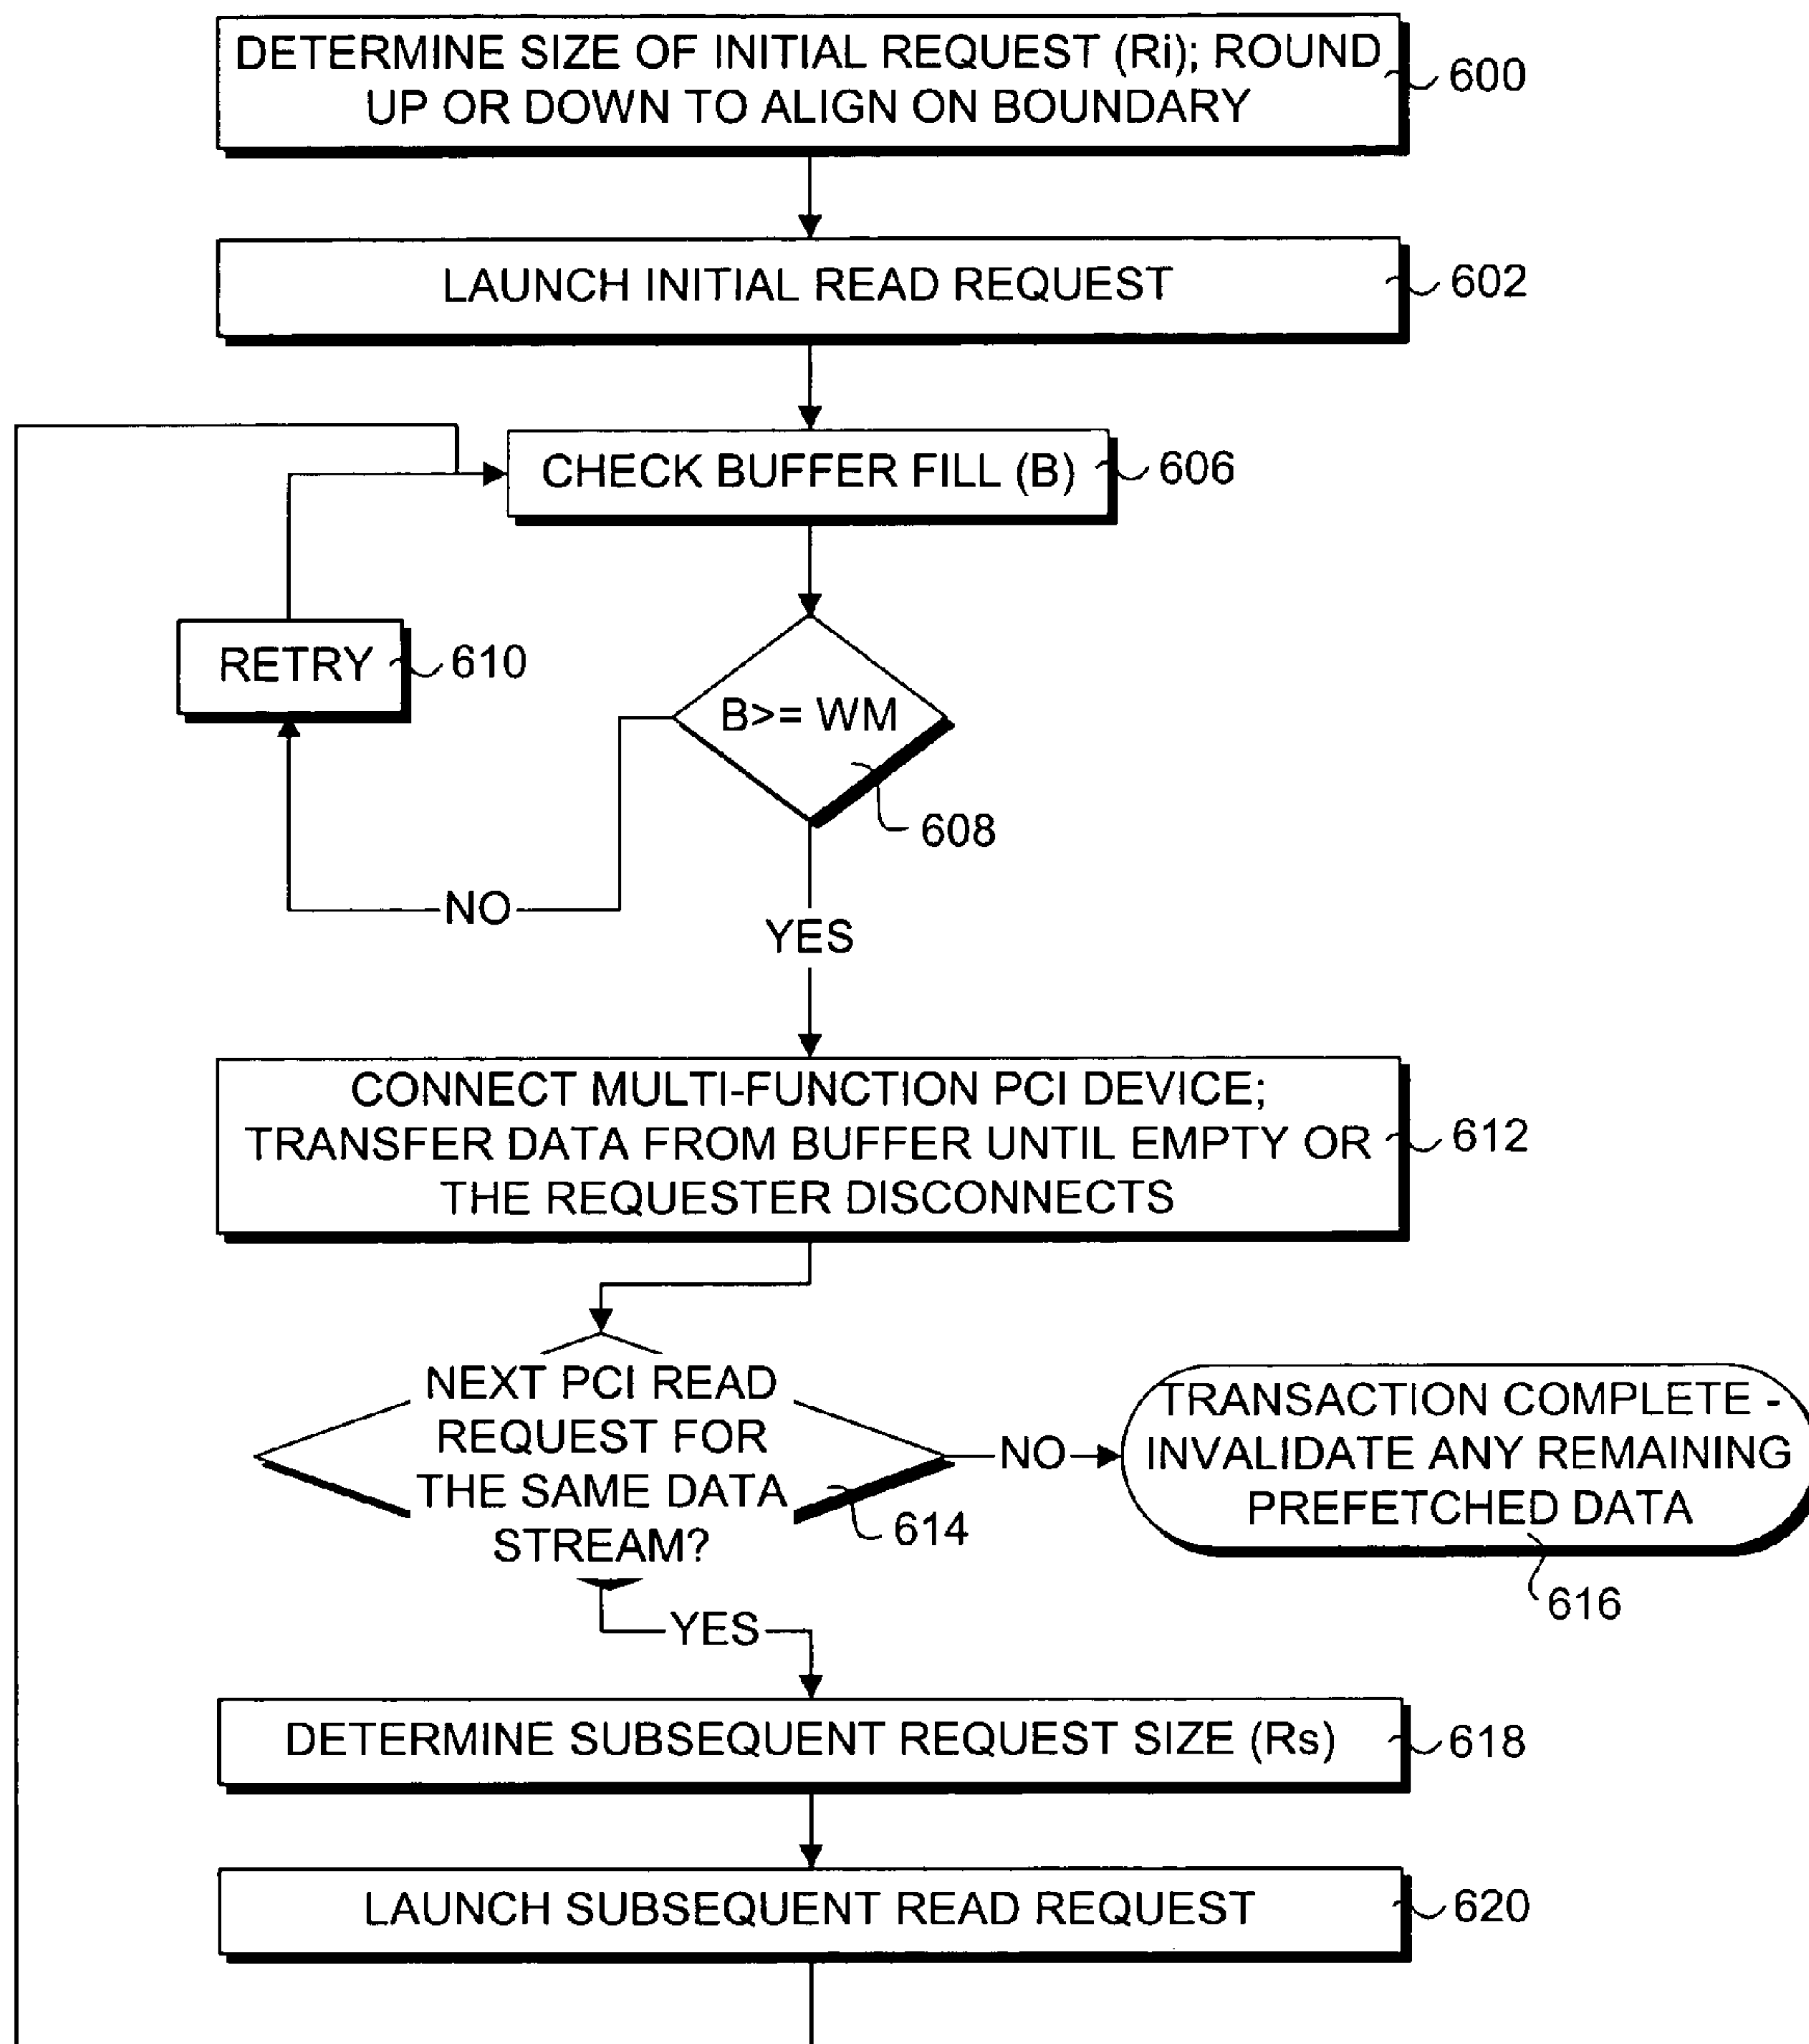 DETERMINE SIZE OF INITIAL REQUEST (Ri); ROUND
UP OR DOWN TO ALIGN ON BOUNDARY
600
LAUNCH INITIAL READ REQUEST
602
CHECK BUFFER FILL (B)
606
RETRY
610
B>= WM
608
NO
YES
CONNECT MULTI-FUNCTION PCI DEVICE;
TRANSFER DATA FROM BUFFER UNTIL EMPTY OR
THE REQUESTER DISCONNECTS
612
NEXT PCI READ
REQUEST FOR
THE SAME DATA
STREAM?
614
NO
TRANSACTION COMPLETE -
INVALIDATE ANY REMAINING
PREFETCHED DATA
616
YES
DETERMINE SUBSEQUENT REQUEST SIZE (Rs)
618
LAUNCH SUBSEQUENT READ REQUEST
620